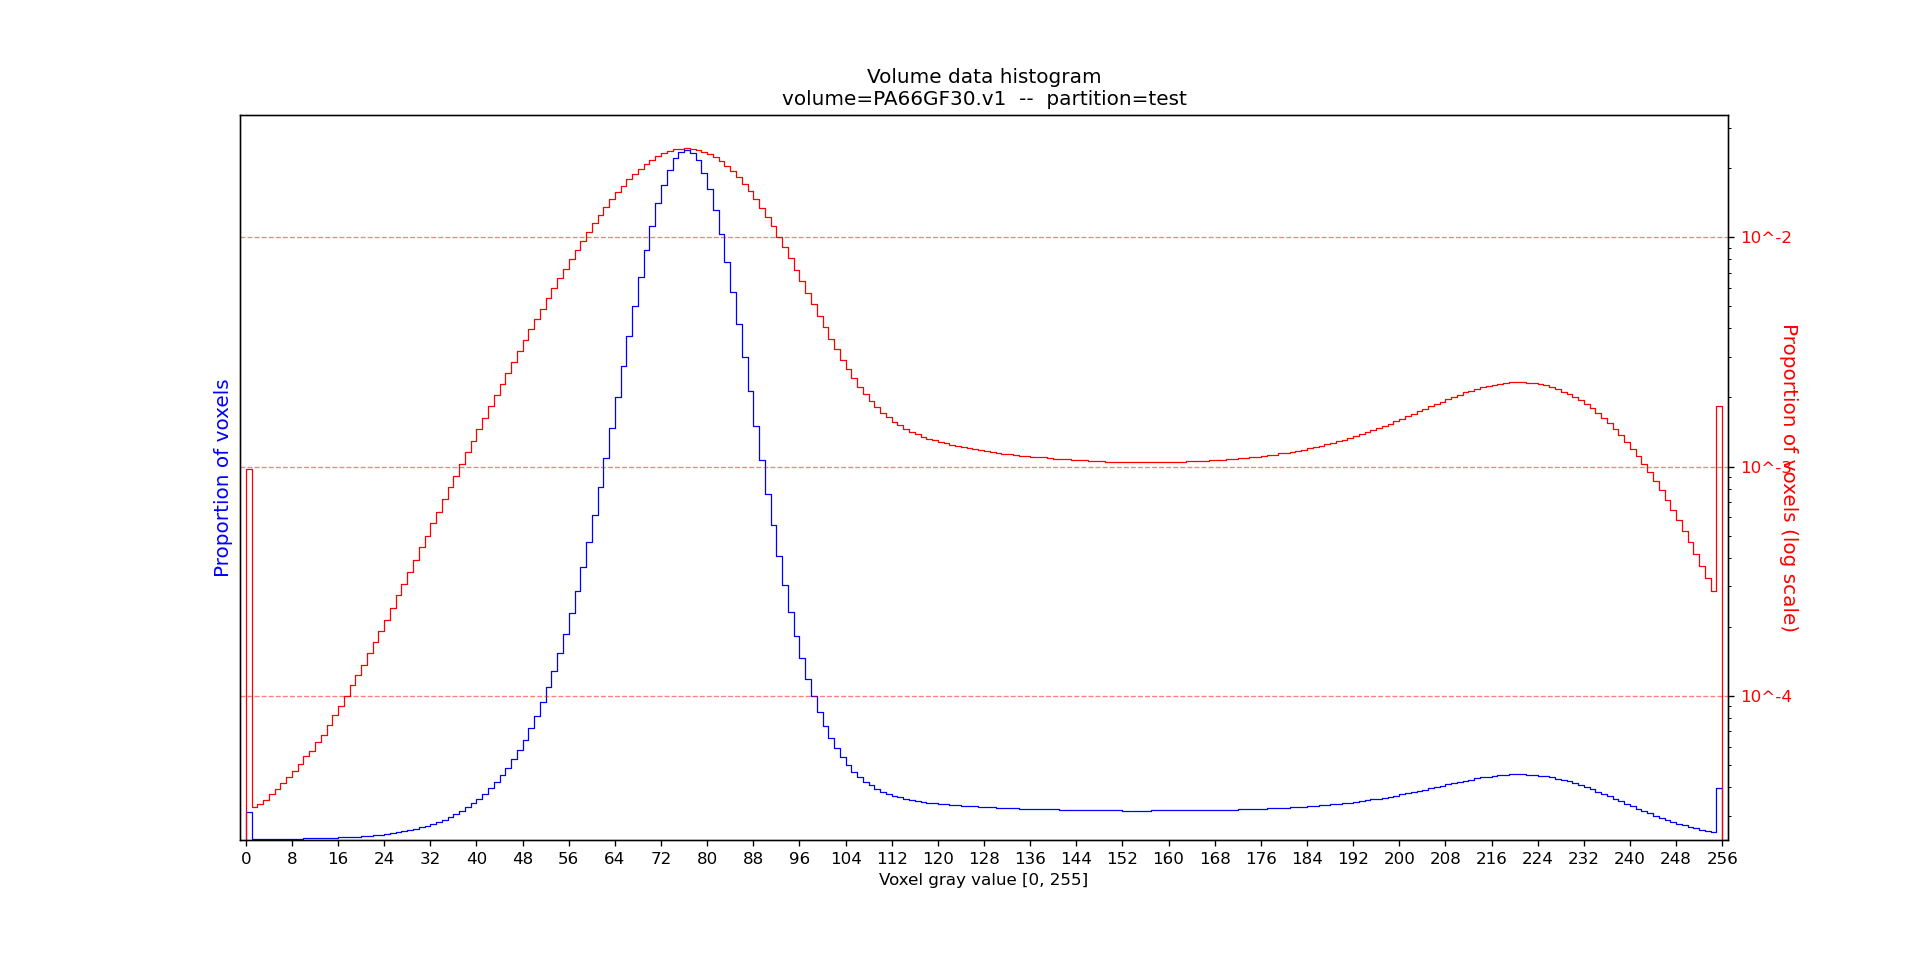 Volume data histogram
volume=PA66GF30.v1 -- partition=test
Proportion of voxels
10^-2
10^-3
10^-4
Proportion of voxels (log scale)
0 8 16 24 32 40 48 56 64 72 80 88 96 104 112 120 128 136 144 152 160 168 176 184 192 200 208 216 224 232 240 248 256
Voxel gray value [0, 255]